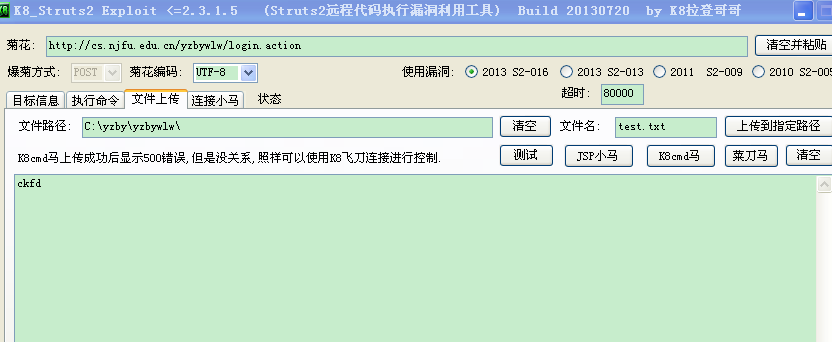 K8_Struts2 Exploit <=2.3.1.5 (Struts2远程代码执行漏洞利用工具) Build 20130720 by K8拉登哥哥
菊花: http://cs.njfu.edu.cn/yzbywlw/login.action 清空并粘贴
爆菊方式: POST 菊花编码: UTF-8 使用漏洞: 2013 S2-016 2013 S2-013 2011 S2-009 2010 S2-005
目标信息 执行命令 文件上传 连接小马 状态 超时: 80000
文件路径: C:\yzby\yzbywlw\ 清空 文件名: test.txt 上传到指定路径
K8cmd马上传成功后显示500错误,但是没关系,照样可以使用K8飞刀连接进行控制. 测试 JSP小马 K8cmd马 菜刀马 清空
ckfd